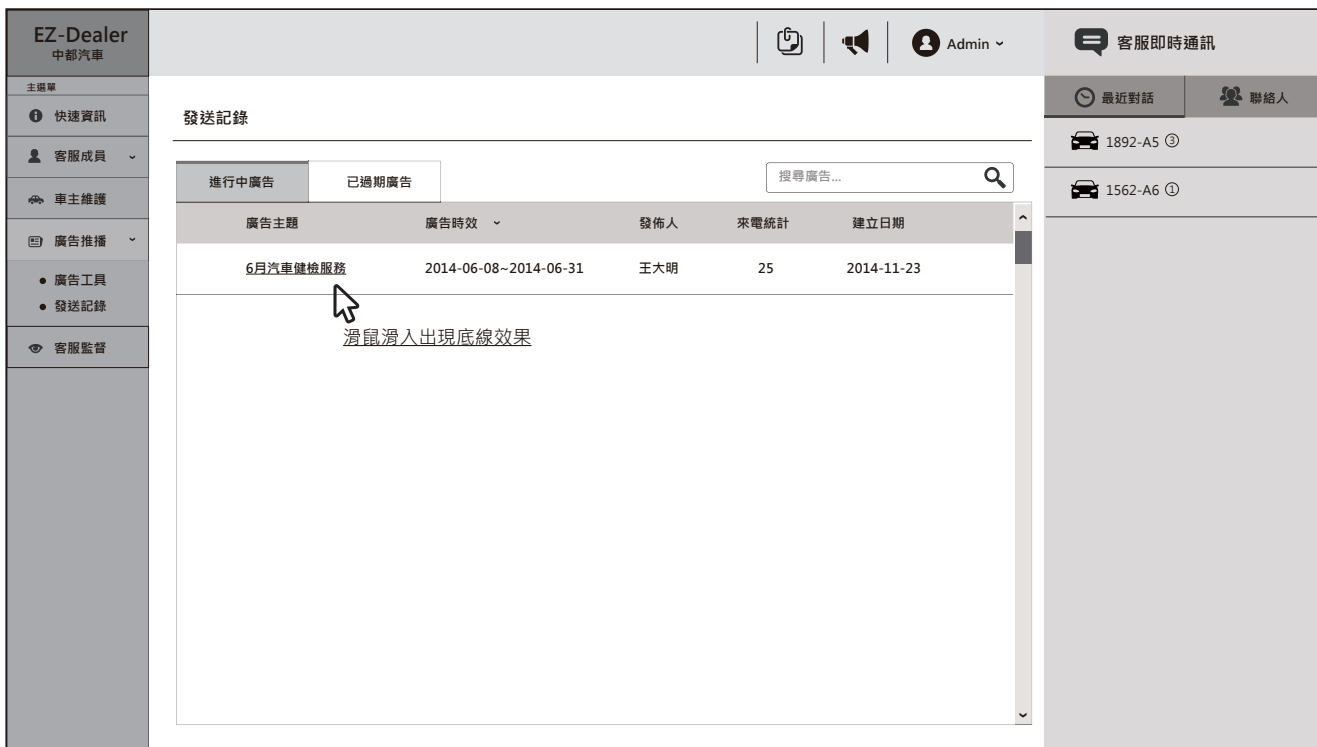 EZ-Dealer
中都汽車
Admin
客服即時通訊
主選單
快速資訊
客服成員
車主維護
廣告推播
廣告工具
發送記錄
客服監督
發送記錄
進行中廣告
已過期廣告
搜尋廣告...
廣告主題 廣告時效 發佈人 來電統計 建立日期
6月汽車健檢服務 2014-06-08~2014-06-31 王大明 25 2014-11-23
滑鼠滑入出現底線效果
最近對話
聯絡人
1892-A5 ③
1562-A6 ①